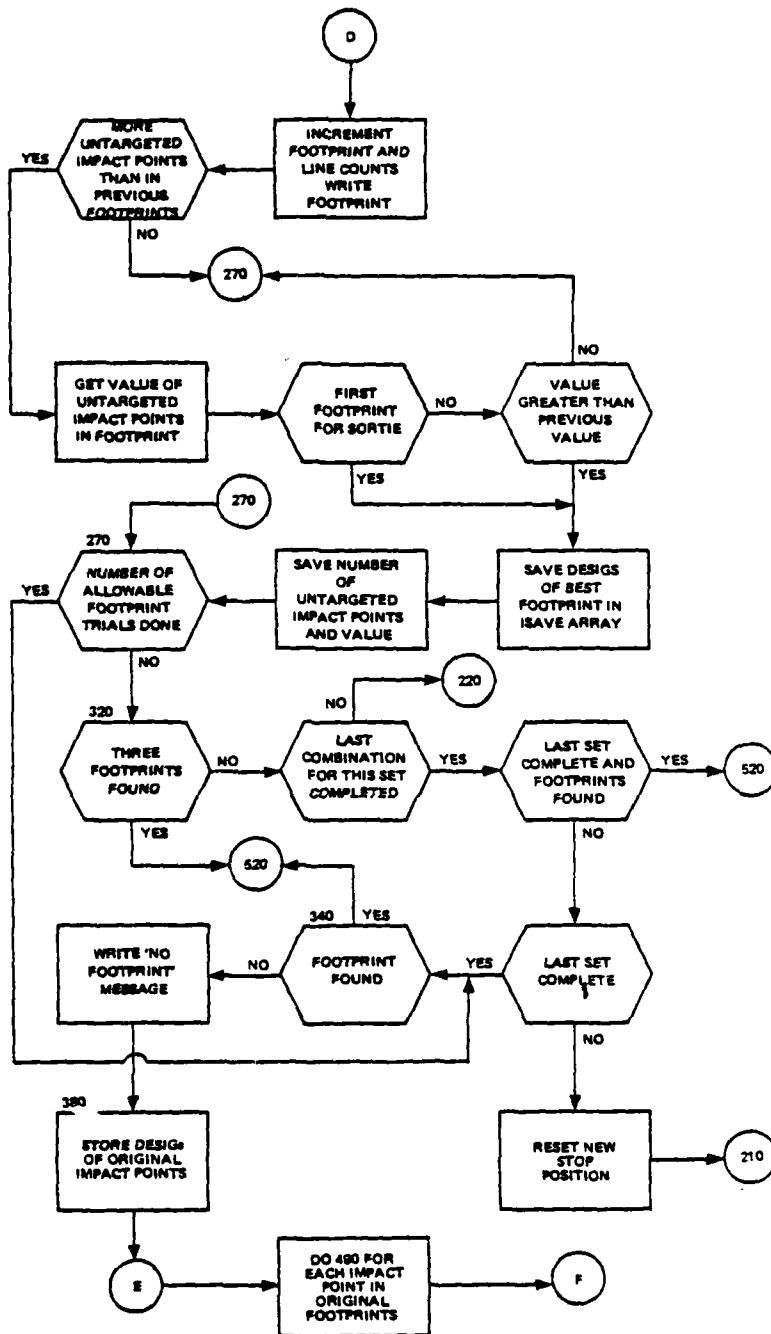 D
INCREMENT
FOOTPRINT AND
LINE COUNTS
WRITE
FOOTPRINT
MORE
UNTARGETED
IMPACT POINTS
THAN IN
PREVIOUS
FOOTPRINTS
YES
NO
270
NO
GET VALUE OF
UNTARGETED
IMPACT POINTS
IN FOOTPRINT
FIRST
FOOTPRINT
FOR SORTIE
NO
VALUE
GREATER THAN
PREVIOUS
VALUE
YES
YES
270
270
NUMBER OF
ALLOWABLE
FOOTPRINT
TRIALS DONE
YES
SAVE NUMBER
OF
UNTARGETED
IMPACT POINTS
AND VALUE
SAVE DESIGS
OF BEST
FOOTPRINT IN
ISAVE ARRAY
NO
320
THREE
FOOTPRINTS
FOUND
NO
NO
220
LAST
COMBINATION
FOR THIS SET
COMPLETED
YES
LAST SET
COMPLETE AND
FOOTPRINTS
FOUND
YES
520
YES
520
NO
YES
340
WRITE 'NO
FOOTPRINT'
MESSAGE
NO
FOOTPRINT
FOUND
YES
LAST SET
COMPLETE
NO
380
STORE DESIGs
OF ORIGINAL
IMPACT POINTS
RESET NEW
STOP
POSITION
210
E
DO 490 FOR
EACH IMPACT
POINT IN
ORIGINAL
FOOTPRINTS
F